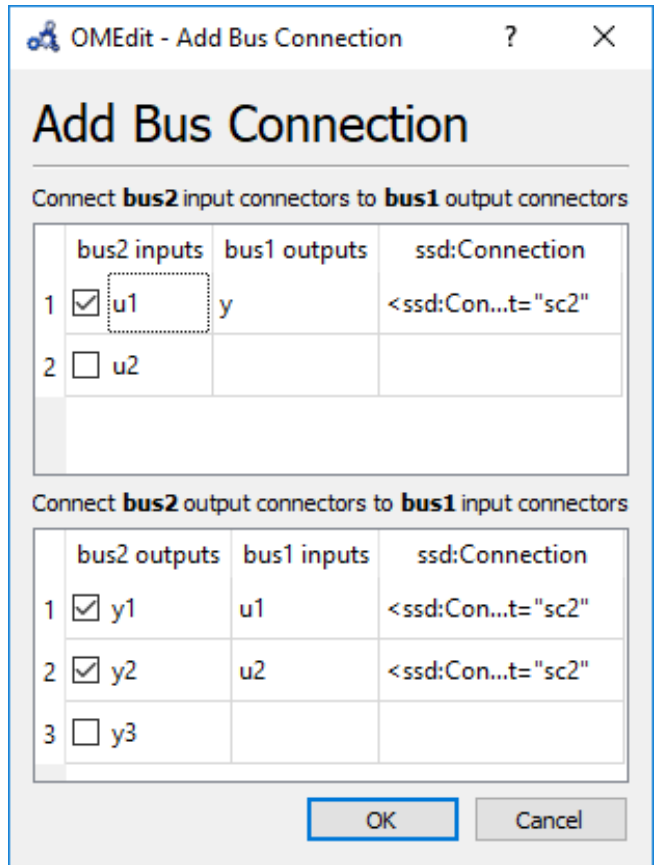 OMEdit - Add Bus Connection ?
Add Bus Connection
Connect bus2 input connectors to bus1 output connectors
bus2 inputs bus1 outputs ssd:Connection
1 u1 y <ssd:Con...t="sc2"
2 u2
Connect bus2 output connectors to bus1 input connectors
bus2 outputs bus1 inputs ssd:Connection
1 y1 u1 <ssd:Con...t="sc2"
2 y2 u2 <ssd:Con...t="sc2"
3 y3
OK Cancel